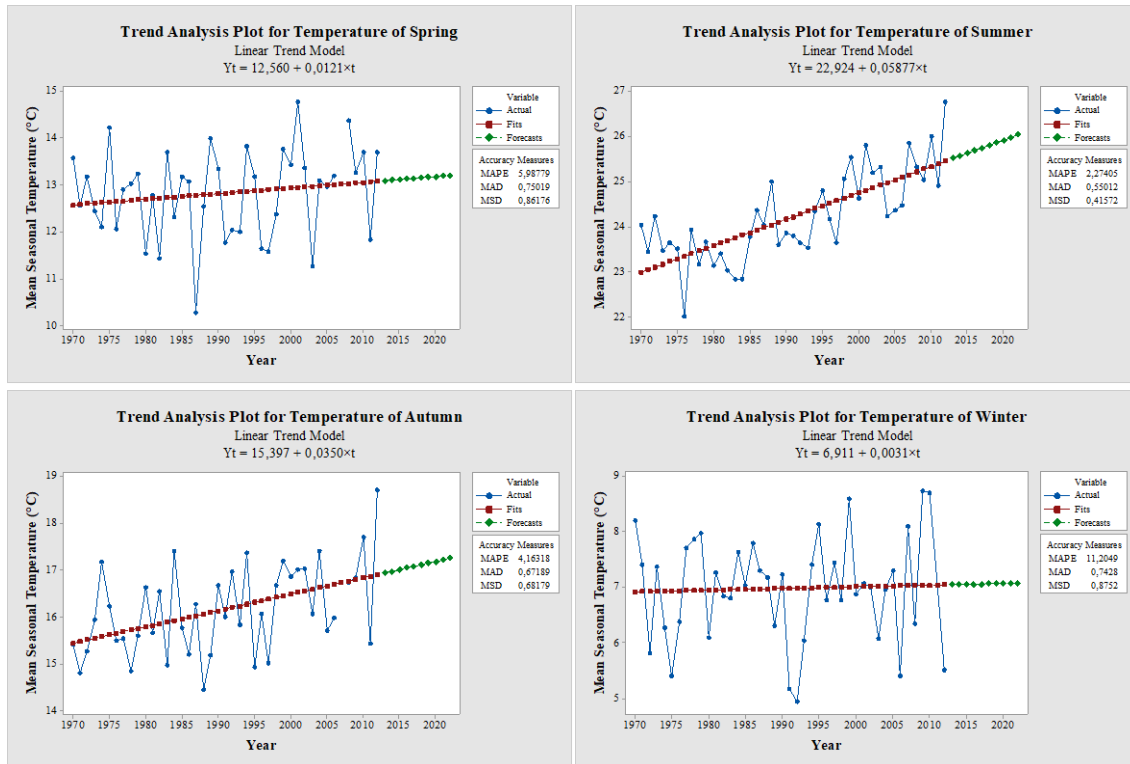 Trend Analysis Plot for Temperature of Spring
Linear Trend Model
Yt = 12,560 + 0,0121×t
Mean Seasonal Temperature (°C)
15
14
13
12
11
10
1970 1975 1980 1985 1990 1995 2000 2005 2010 2015 2020
Year
Variable
Actual
Fits
Forecasts
Accuracy Measures
MAPE 5,98779
MAD 0,75019
MSD 0,86176
Trend Analysis Plot for Temperature of Summer
Linear Trend Model
Yt = 22,924 + 0,05877×t
Mean Seasonal Temperature (°C)
27
26
25
24
23
22
1970 1975 1980 1985 1990 1995 2000 2005 2010 2015 2020
Year
Variable
Actual
Fits
Forecasts
Accuracy Measures
MAPE 2,27405
MAD 0,55012
MSD 0,41572
Trend Analysis Plot for Temperature of Autumn
Linear Trend Model
Yt = 15,397 + 0,0350×t
Mean Seasonal Temperature (°C)
19
18
17
16
15
14
1970 1975 1980 1985 1990 1995 2000 2005 2010 2015 2020
Year
Variable
Actual
Fits
Forecasts
Accuracy Measures
MAPE 4,16318
MAD 0,67189
MSD 0,68179
Trend Analysis Plot for Temperature of Winter
Linear Trend Model
Yt = 6,911 + 0,0031×t
Mean Seasonal Temperature (°C)
9
8
7
6
5
1970 1975 1980 1985 1990 1995 2000 2005 2010 2015 2020
Year
Variable
Actual
Fits
Forecasts
Accuracy Measures
MAPE 11,2049
MAD 0,7428
MSD 0,8752